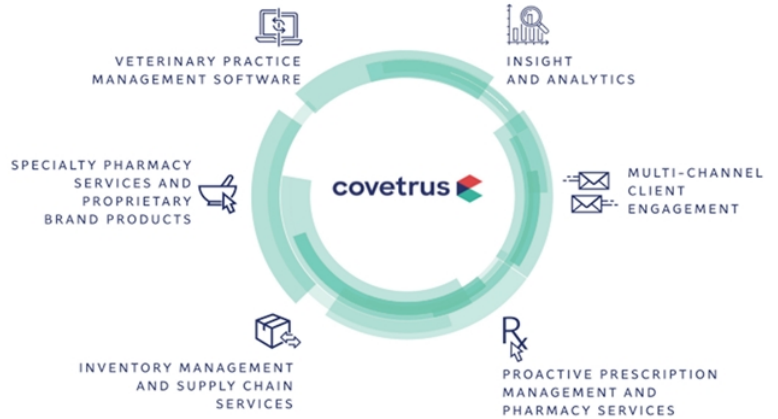 VETERINARY PRACTICE
MANAGEMENT SOFTWARE
INSIGHT
AND ANALYTICS
SPECIALTY PHARMACY
SERVICES AND
PROPRIETARY
BRAND PRODUCTS
covetrus
MULTI-CHANNEL
CLIENT
ENGAGEMENT
INVENTORY MANAGEMENT
AND SUPPLY CHAIN
SERVICES
Rx
PROACTIVE PRESCRIPTION
MANAGEMENT AND
PHARMACY SERVICES